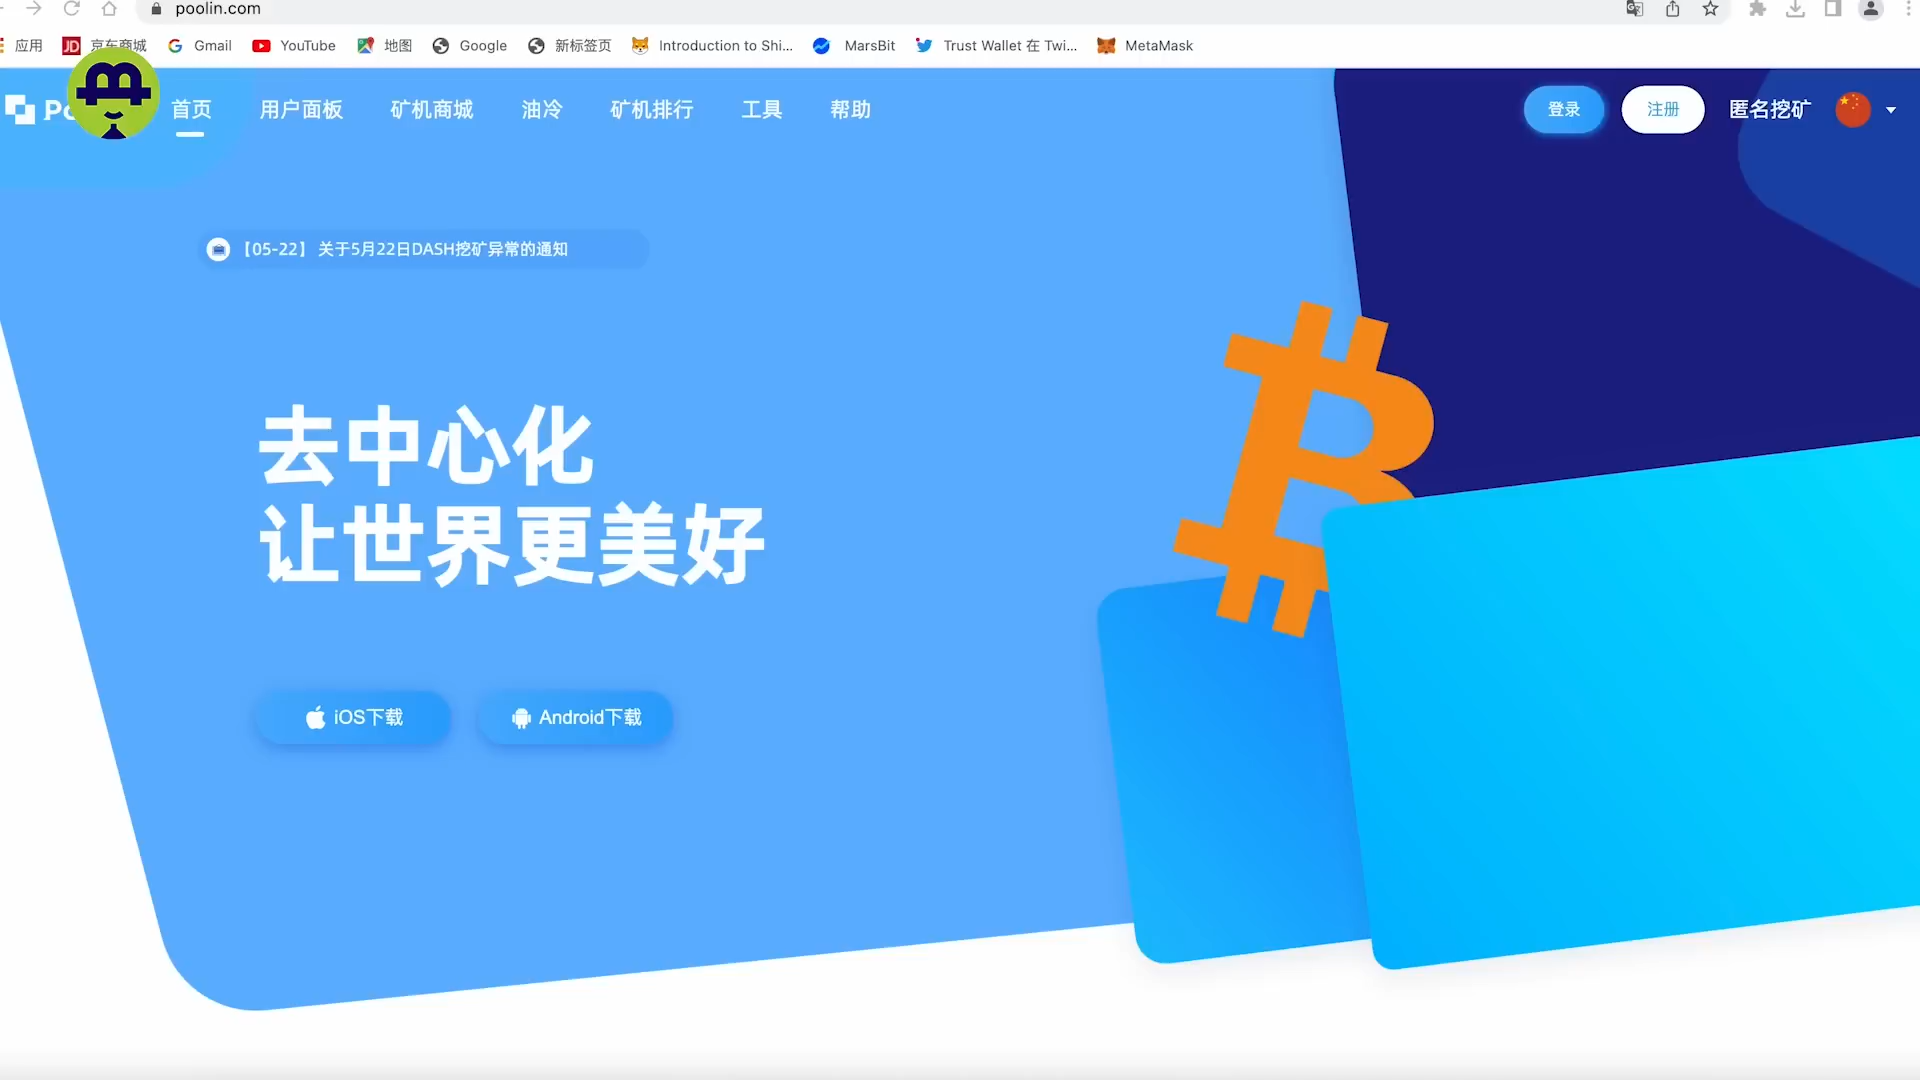 poolin.com
应用
京东商城
Gmail
YouTube
地图
Google
新标签页
Introduction to Shi...
MarsBit
Trust Wallet 在 Twi...
MetaMask
首页
用户面板
矿机商城
油冷
矿机排行
工具
帮助
登录
注册
匿名挖矿
【05-22】 关于5月22日DASH挖矿异常的通知
去中心化
让世界更美好
iOS下载
Android下载